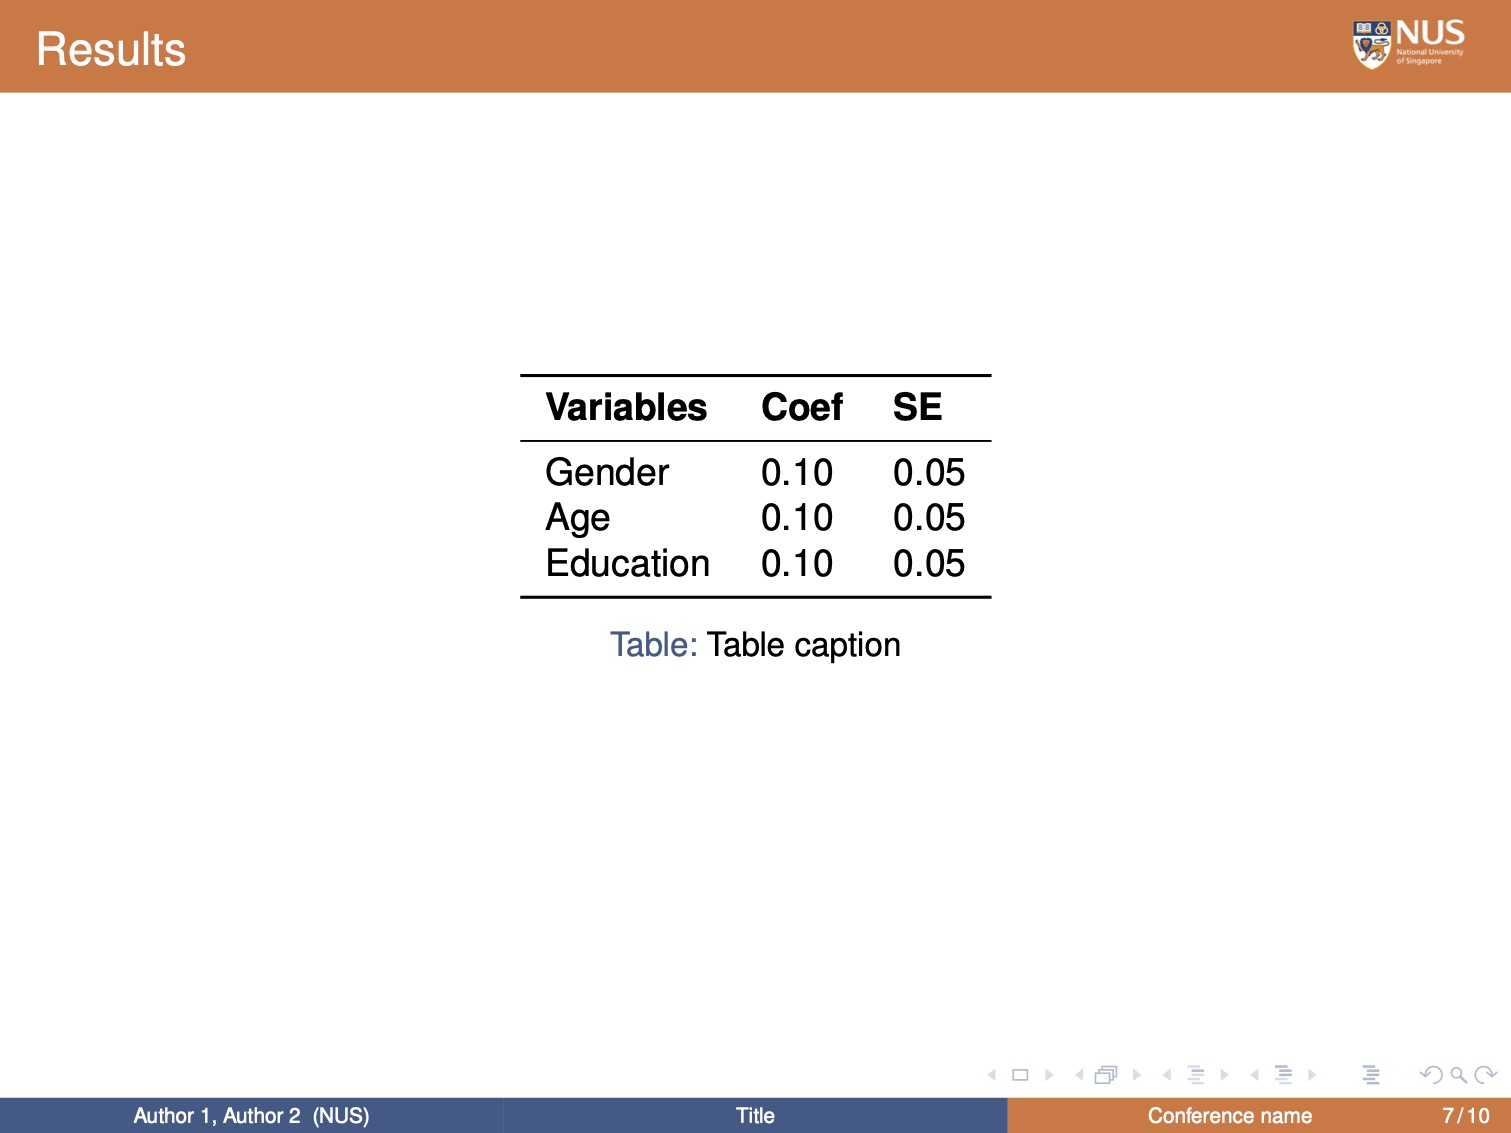 Results
NUS
National University
of Singapore
Variables Coef SE
Gender 0.10 0.05
Age 0.10 0.05
Education 0.10 0.05
Table: Table caption
Author 1, Author 2 (NUS) Title Conference name 7 / 10